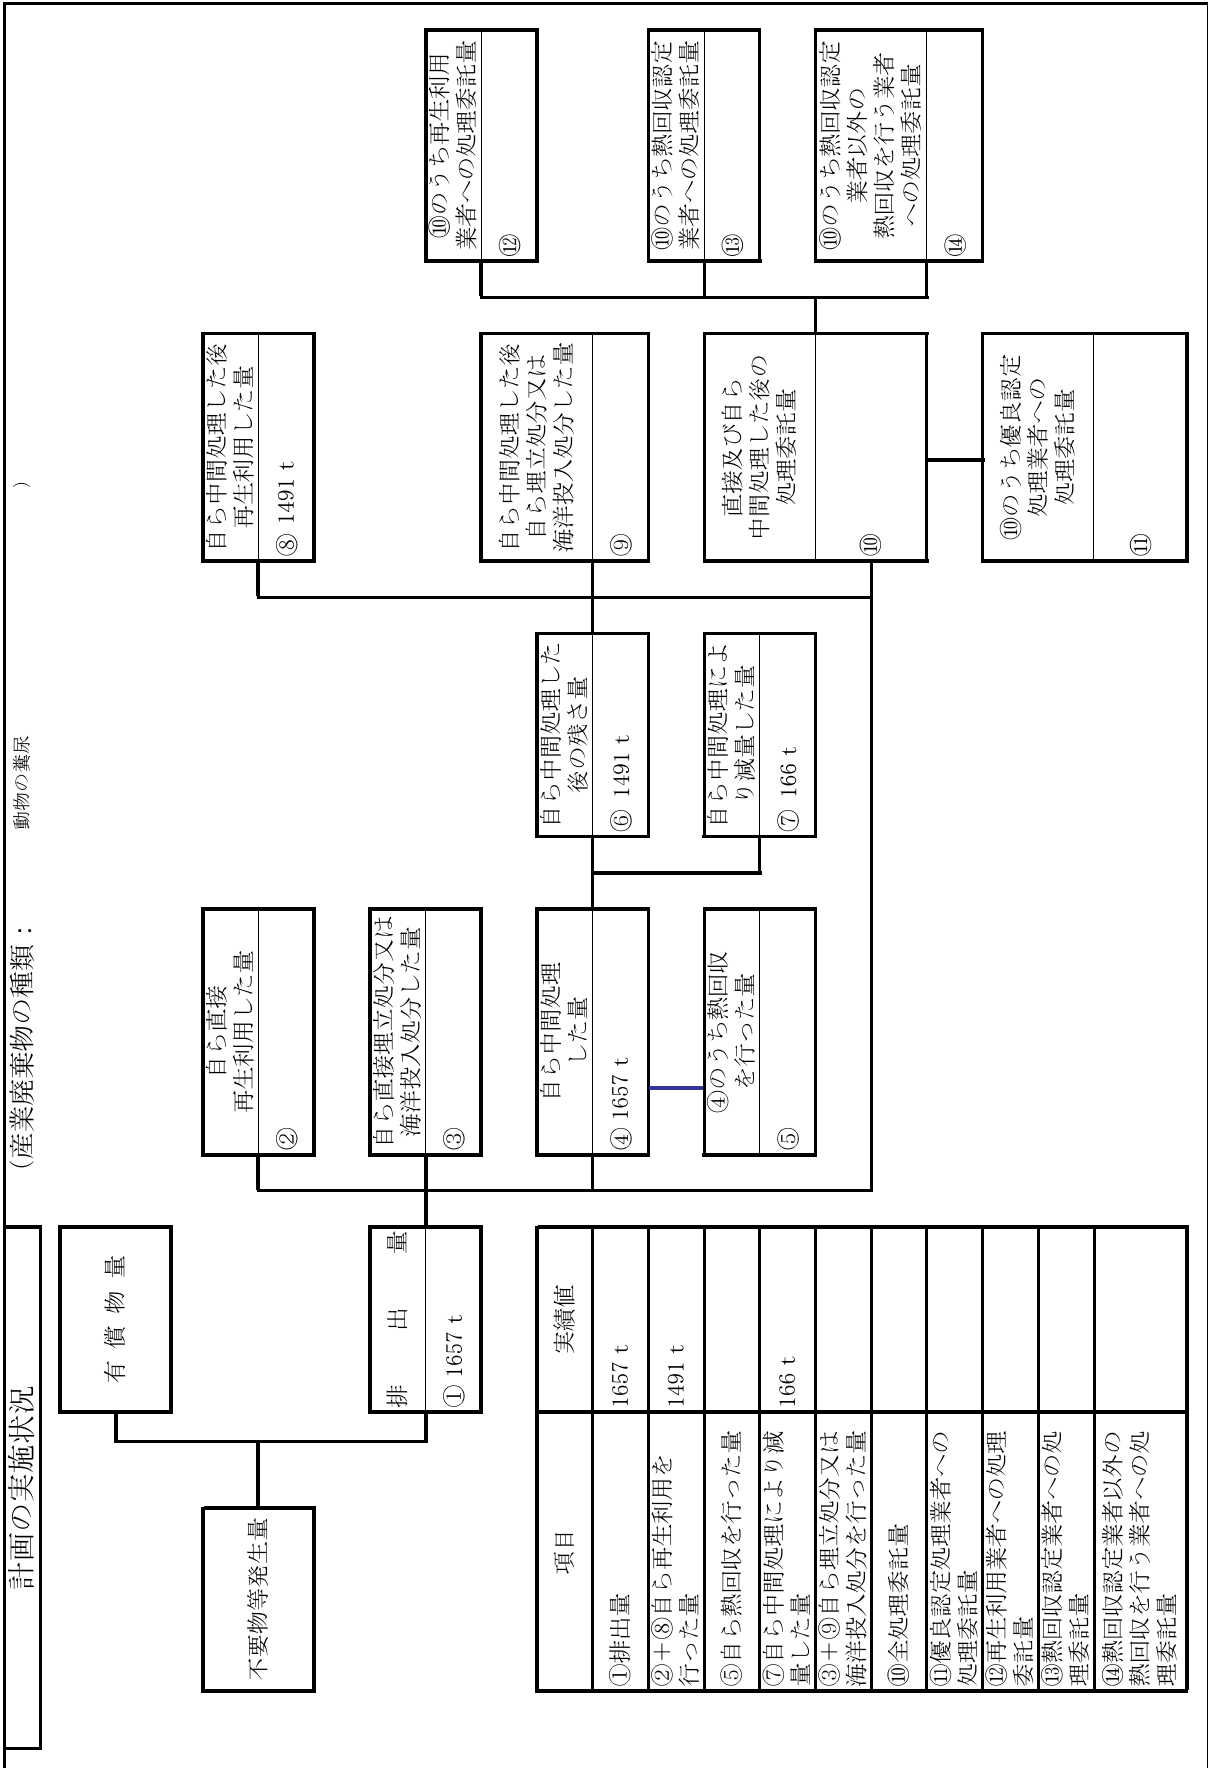 計画の実施状況
（産業廃棄物の種類：
動物の糞尿
）
不要物等発生量
有償物量
排出量
① 1657 t
自ら直接
再生利用した量
②
自ら直接埋立処分又は
海洋投入処分した量
③
自ら中間処理
した量
④ 1657 t
④のうち熱回収
を行った量
⑤
自ら中間処理した
後の残さ量
⑥ 1491 t
自ら中間処理によ
り減量した量
⑦ 166 t
自ら中間処理した後
再生利用した量
⑧ 1491 t
自ら中間処理した後
自ら埋立処分又は
海洋投入処分した量
⑨
直接及び自ら
中間処理した後の
処理委託量
⑩
⑩のうち優良認定
処理業者への
処理委託量
⑪
⑩のうち再生利用
業者への処理委託量
⑫
⑩のうち熱回収認定
業者への処理委託量
⑬
⑩のうち熱回収認定
業者以外の
熱回収を行う業者
への処理委託量
⑭
項目
実績値
①排出量
1657 t
②＋⑧自ら再生利用を
行った量
1491 t
⑤自ら熱回収を行った量
⑦自ら中間処理により減
量した量
166 t
③＋⑨自ら埋立処分又は
海洋投入処分を行った量
⑩全処理委託量
⑪優良認定処理業者への
処理委託量
⑫再生利用業者への処理
委託量
⑬熱回収認定業者への処
理委託量
⑭熱回収認定業者以外の
熱回収を行う業者への処
理委託量